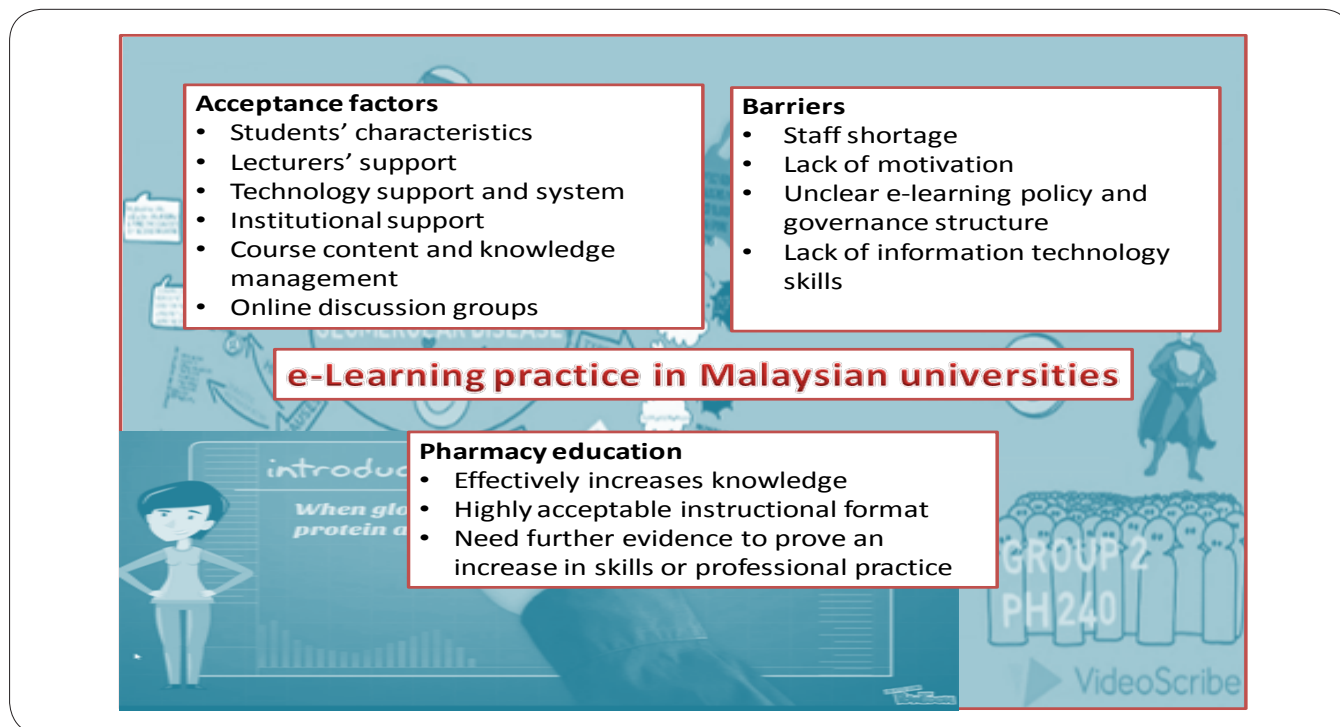 Acceptance factors
• Students' characteristics
• Lecturers' support
• Technology support and system
• Institutional support
• Course content and knowledge
management
• Online discussion groups
Barriers
• Staff shortage
• Lack of motivation
• Unclear e-learning policy and
governance structure
• Lack of information technology
skills
e-Learning practice in Malaysian universities
Pharmacy education
• Effectively increases knowledge
• Highly acceptable instructional format
• Need further evidence to prove an
increase in skills or professional practice
introduc
When glo
protein a
GROUP 2
PH 240
VideoScribe